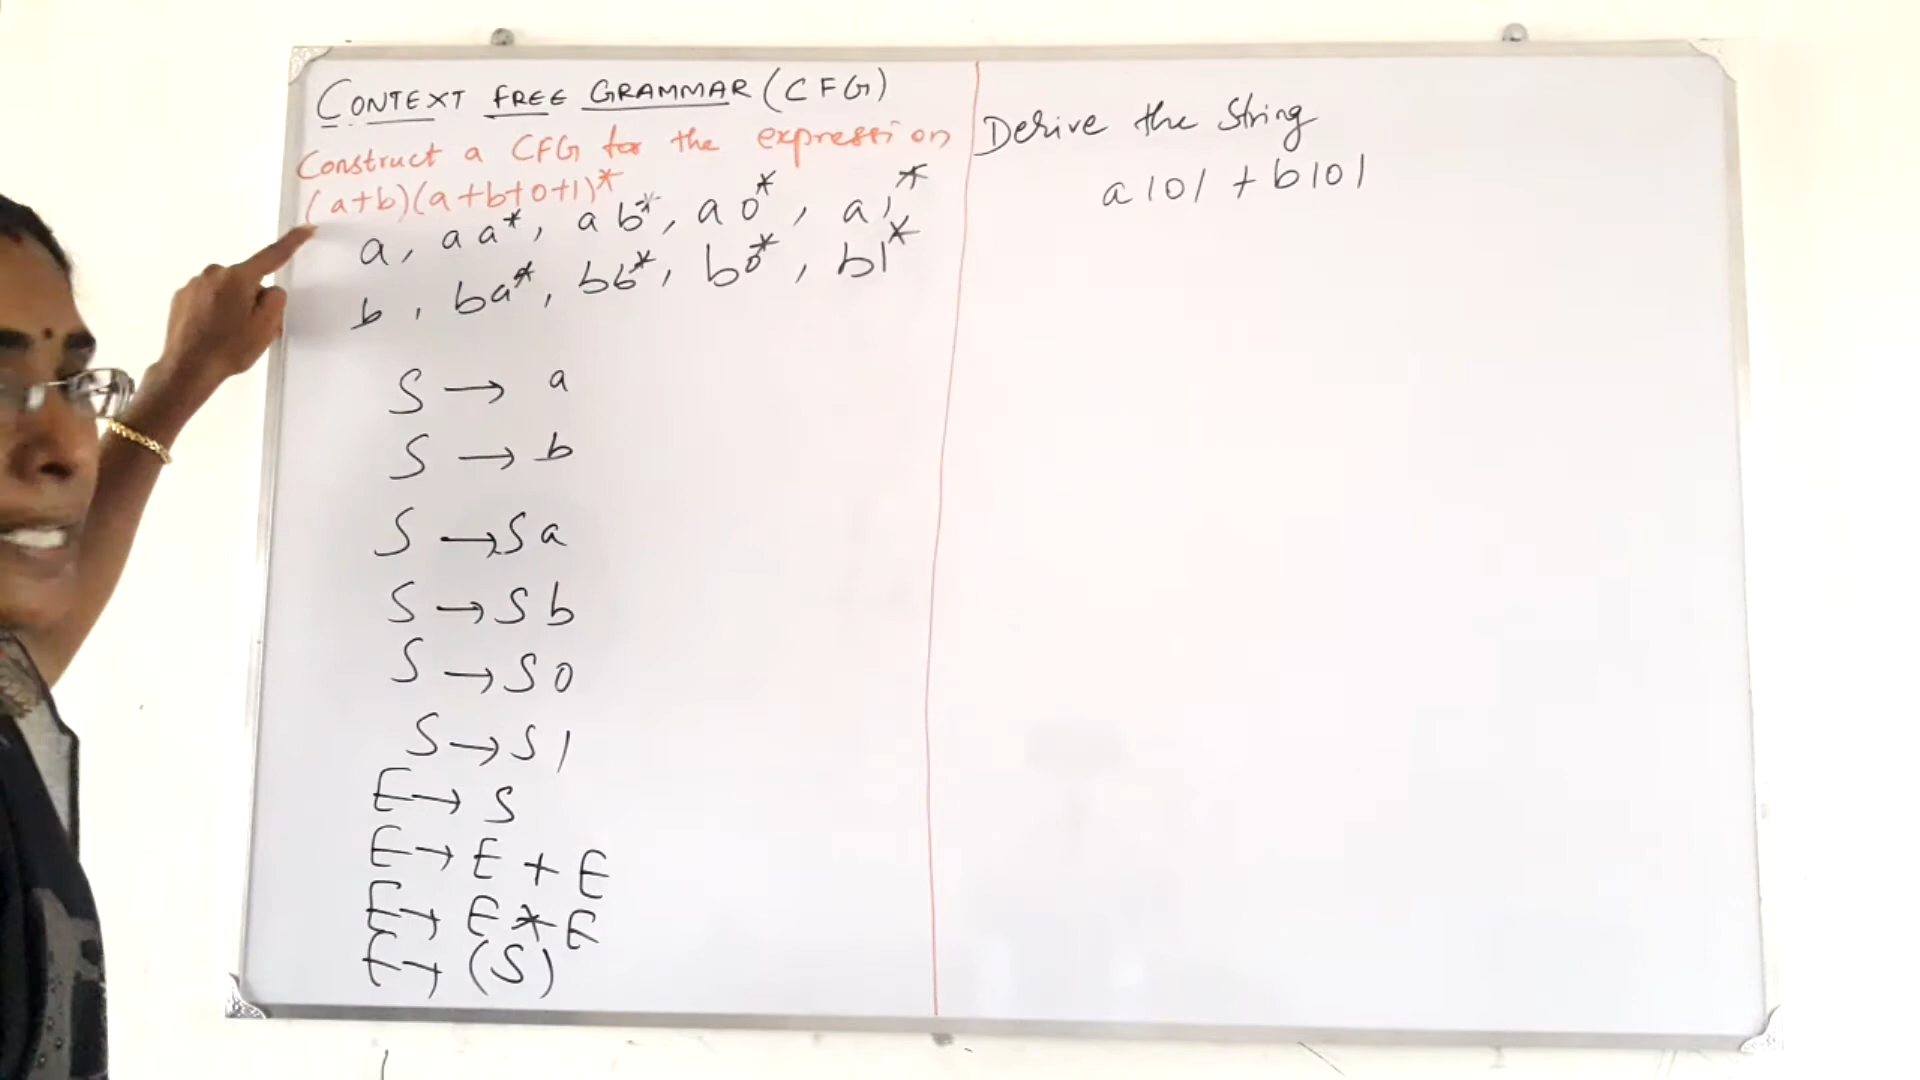 CONTEXT FREE GRAMMAR (CFG)
Construct a CFG for the expression
(a+b)(a+b+0+1)*
a, aa*, ab*, a0*, a1*
b, ba*, bb*, b0*, b1*
S → a
S → b
S → Sa
S → Sb
S → S0
S → S1
E → S
E → E + E
E → E * E
E → (S)
Derive the String
a101 + b101